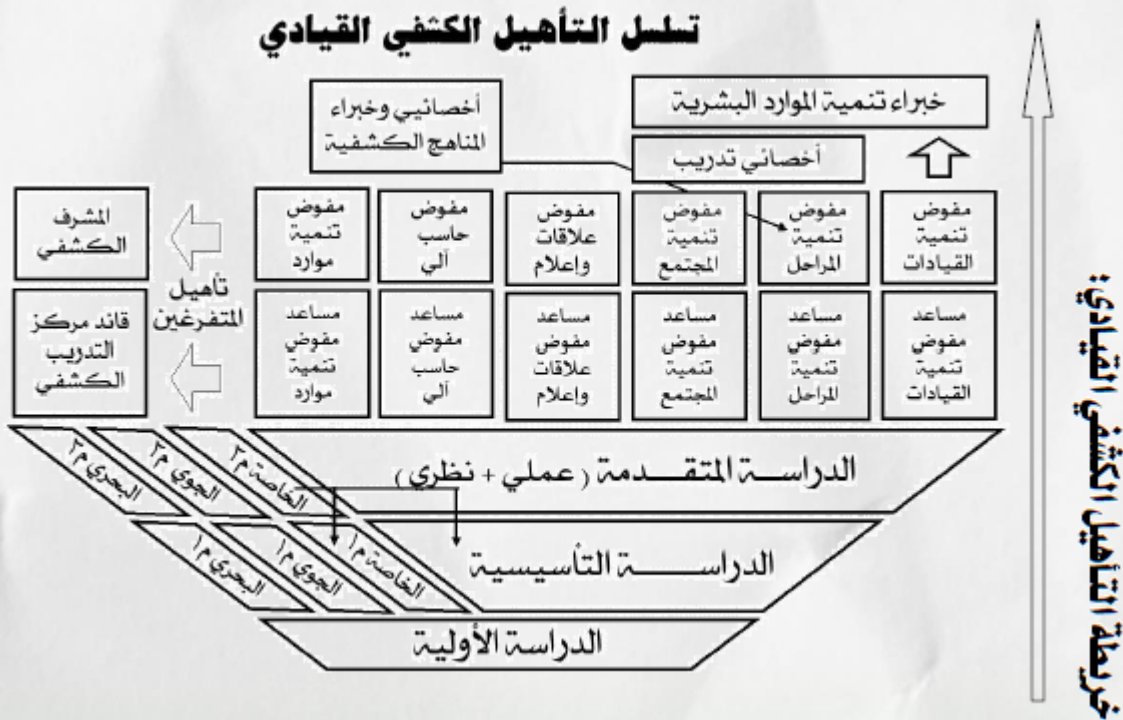 تسلسل التأهيل الكشفي القيادي
خبراء تنمية الموارد البشرية
أخصائيي وخبراء
المناهج الكشفية
أخصائي تدريب
مفوض
تنمية
القيادات
مفوض
تنمية
المراحل
مفوض
تنمية
المجتمع
مفوض
علاقات
وإعلام
مفوض
حاسب
آلي
مفوض
تنمية
موارد
المشرف
الكشفي
تأهيل
المتفرغين
مساعد
مفوض
تنمية
القيادات
مساعد
مفوض
تنمية
المراحل
مساعد
مفوض
تنمية
المجتمع
مساعد
مفوض
علاقات
وإعلام
مساعد
مفوض
حاسب
آلي
مساعد
مفوض
تنمية
موارد
قائد مركز
التدريب
الكشفي
الدراسة المتقدمة (عملي + نظري)
الخاصة م٢
الجوي م٢
البحري م٢
الدراسة التأسيسية
الخاصة م١
الجوي م١
البحري م١
الدراسة الأولية
خريطة التأهيل الكشفي القيادي: